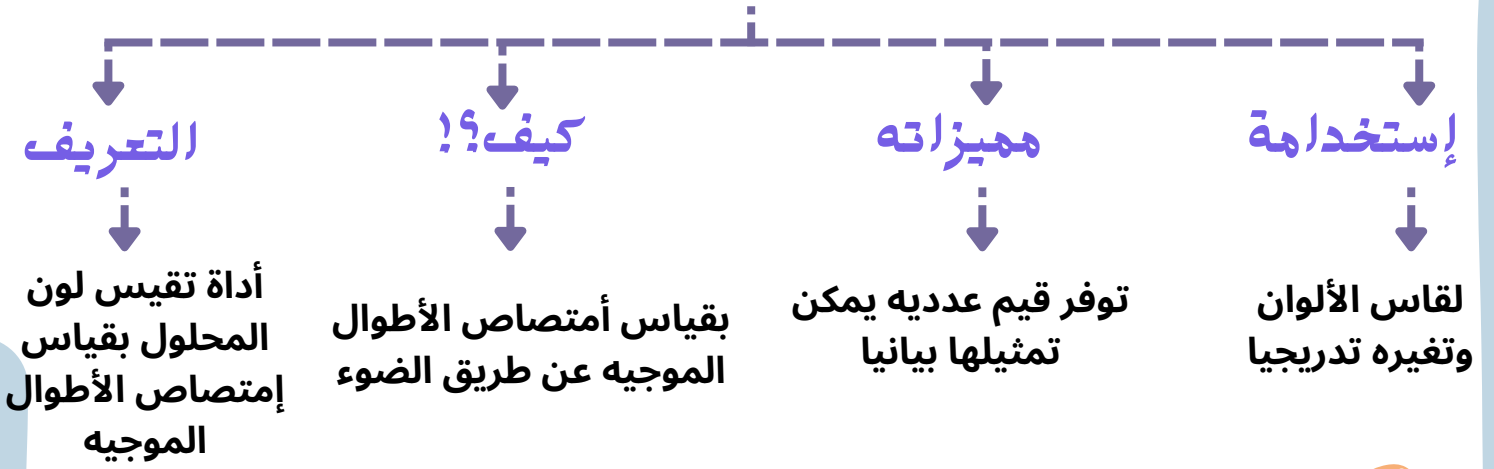 إستخدامة
لقاس الألوان
وتغيره تدريجيا
مميزاته
توفر قيم عدديه يمكن
تمثيلها بيانيا
كيف؟!
بقياس أمتصاص الأطوال
الموجيه عن طريق الضوء
التعريف
أداة تقيس لون
المحلول بقياس
إمتصاص الأطوال
الموجيه